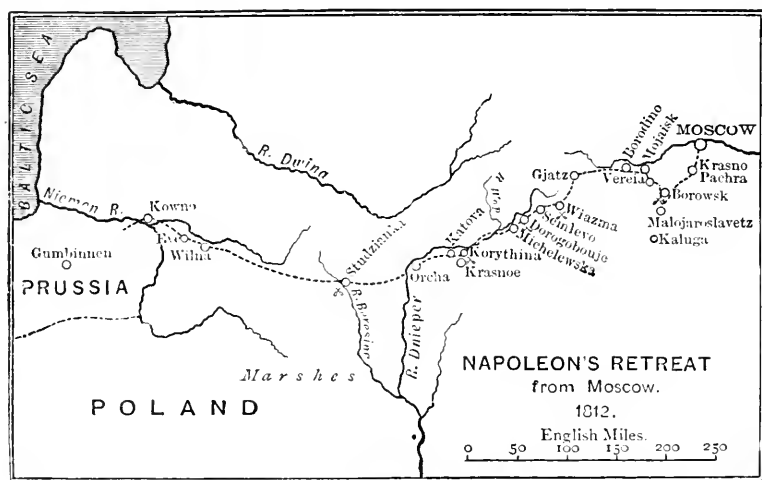 BALTIC SEA
R. Dwina
Niemen R.
Kowno
Eve
Wilna
Gumbinnen
PRUSSIA
POLAND
Marshes
Studzianka
R. Beresina
R. Dnieper
Orcha
Katova
Korythina
Krasnoe
R. Wop
Michelewska
Dorogobouje
Semlevo
Wiazma
Gjatz
Borodino
Mojaisk
MOSCOW
Krasno
Pachra
Vereia
Borowsk
Malojaroslavetz
Kaluga
NAPOLEON'S RETREAT
from Moscow.
1812.
English Miles.
0 50 100 150 200 250